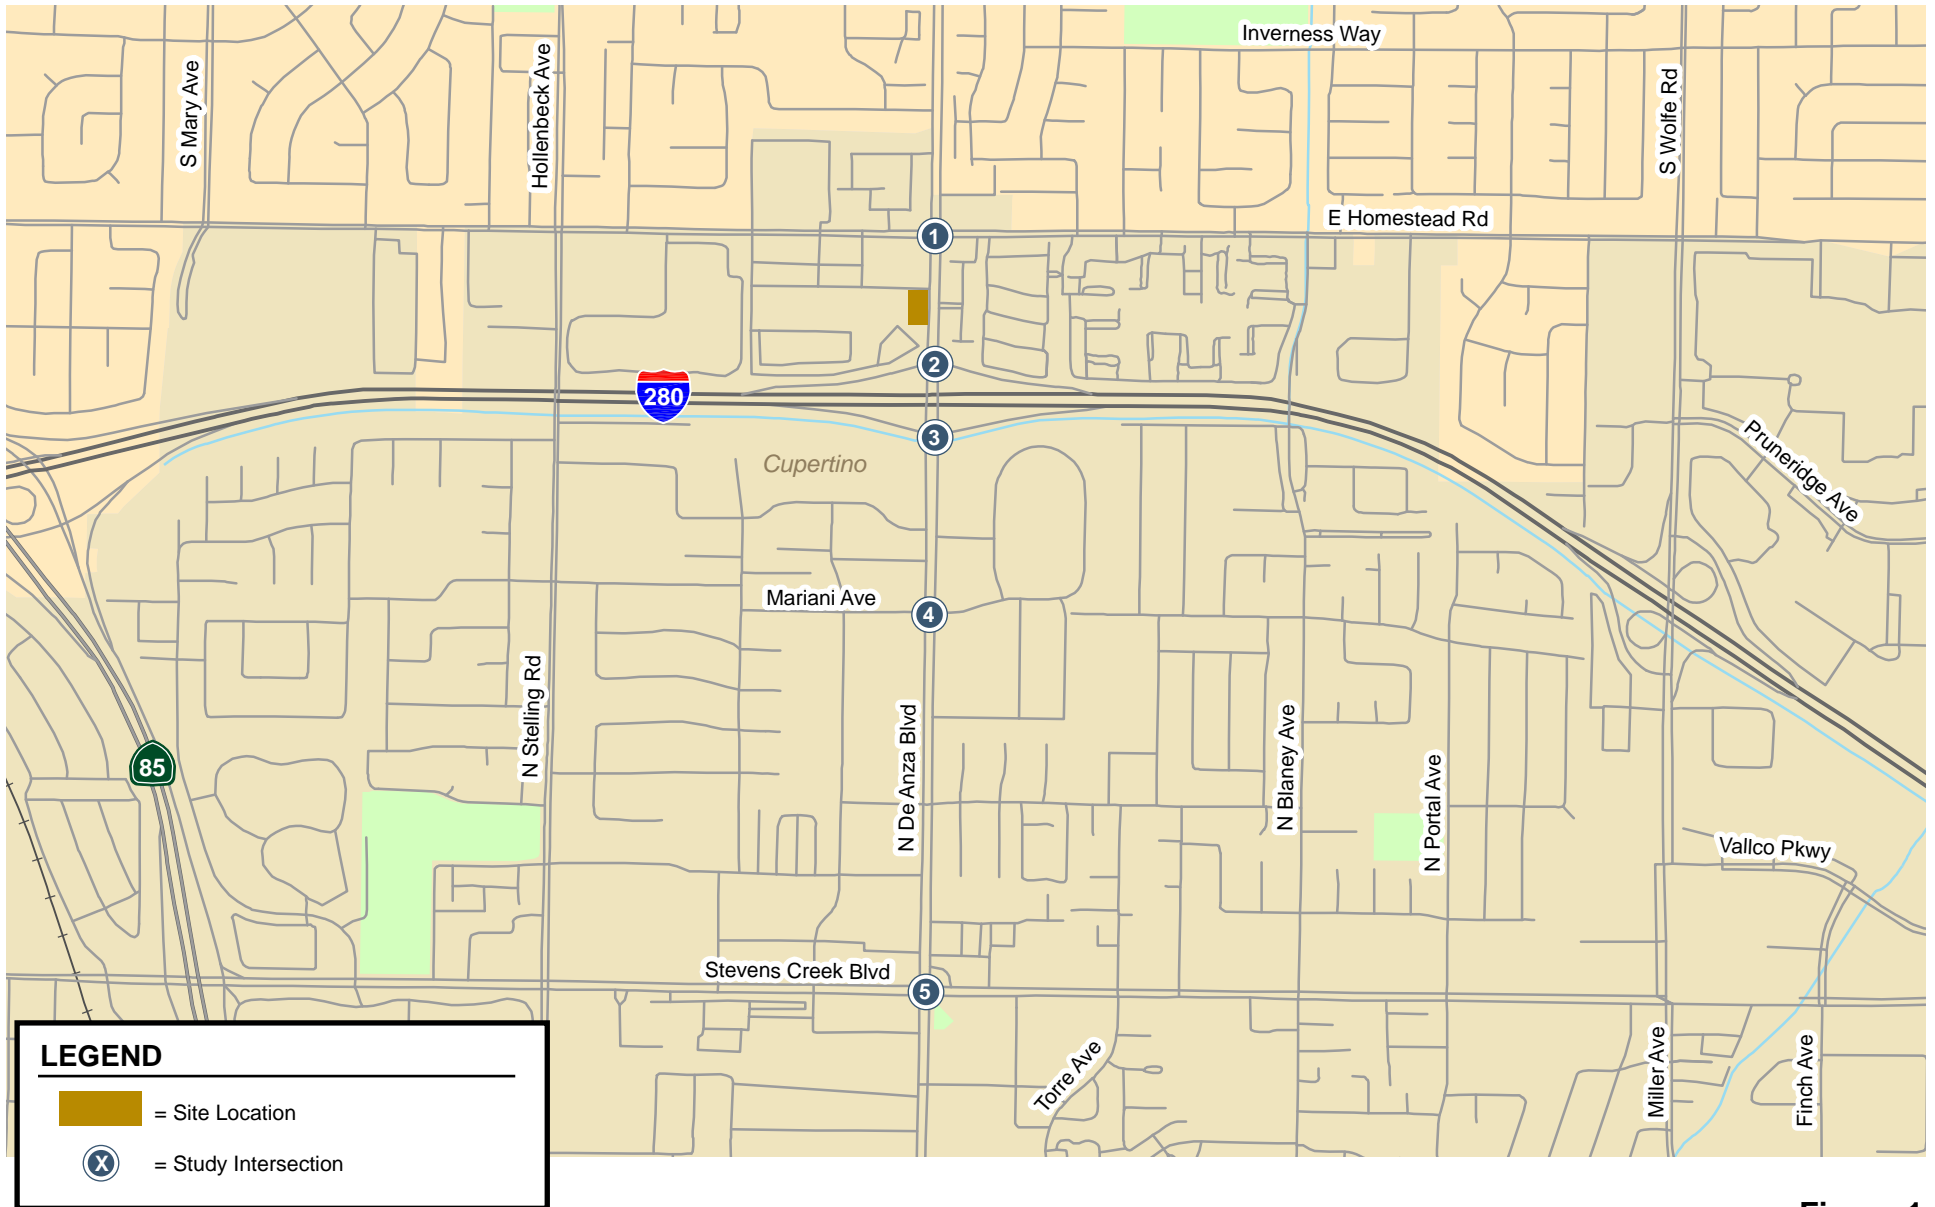 Inverness Way
S Mary Ave
Hollenbeck Ave
S Wolfe Rd
E Homestead Rd
1
2
280
3
Cupertino
Pruneridge Ave
Mariani Ave
4
N Stelling Rd
N De Anza Blvd
N Blaney Ave
N Portal Ave
85
Vallco Pkwy
Stevens Creek Blvd
5
Torre Ave
Miller Ave
Finch Ave
LEGEND
= Site Location
X = Study Intersection